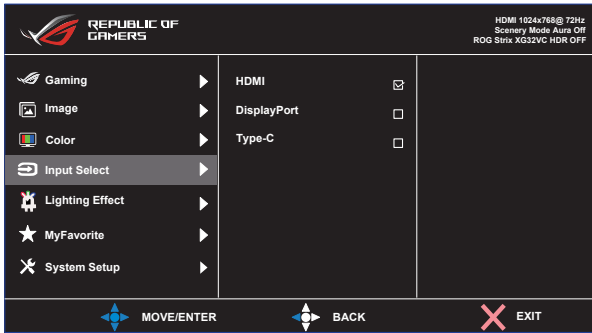 REPUBLIC OF
GAMERS
HDMI 1024x768@ 72Hz
Scenery Mode Aura Off
ROG Strix XG32VC HDR OFF
Gaming
Image
Color
Input Select
Lighting Effect
MyFavorite
System Setup
HDMI
DisplayPort
Type-C
MOVE/ENTER
BACK
EXIT